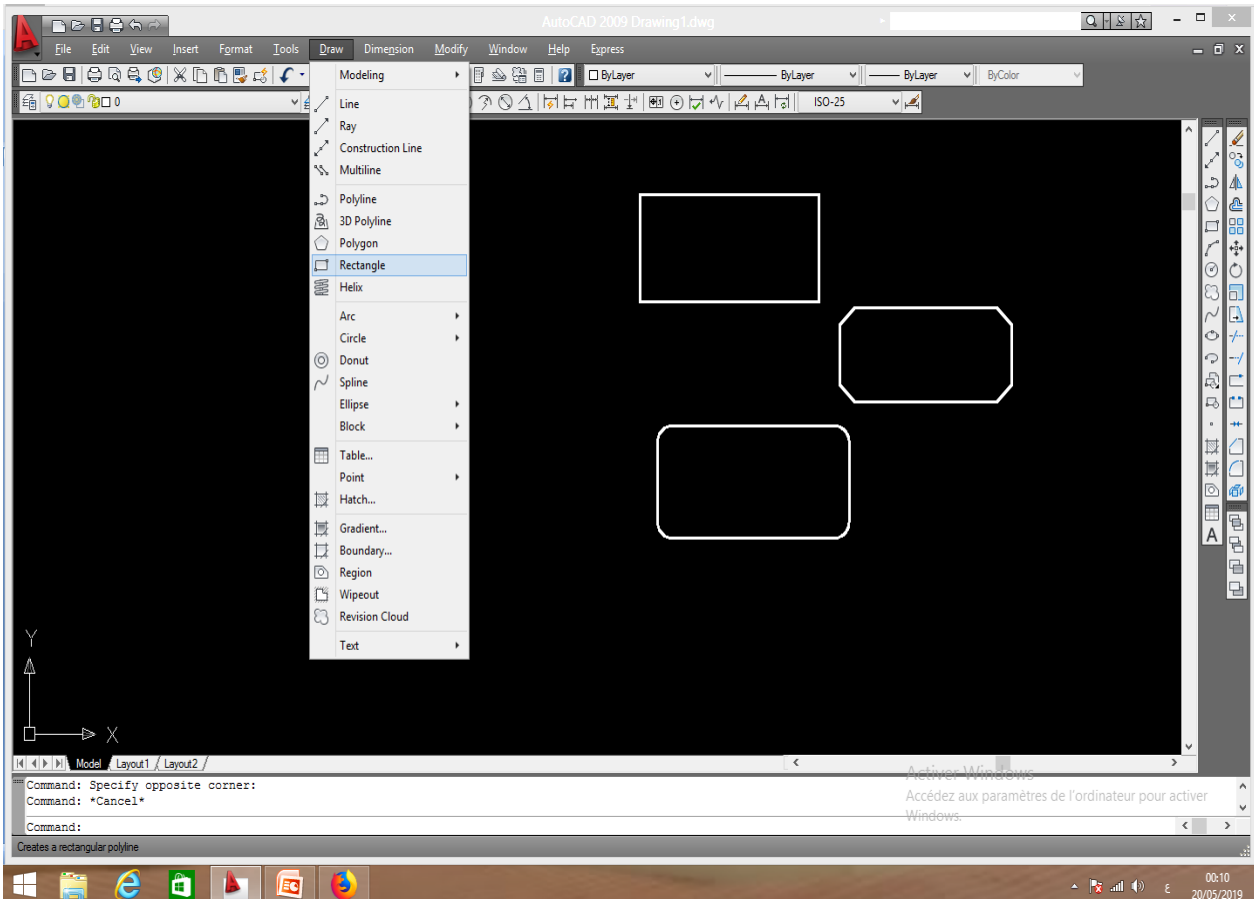 AutoCAD 2009 Drawing1.dwg
File Edit View Insert Format Tools Draw Dimension Modify Window Help Express
ByLayer ByLayer ByLayer ByColor
0 ISO-25
Modeling
Line
Ray
Construction Line
Multiline
Polyline
3D Polyline
Polygon
Rectangle
Helix
Arc
Circle
Donut
Spline
Ellipse
Block
Table...
Point
Hatch...
Gradient...
Boundary...
Region
Wipeout
Revision Cloud
Text
A
Y
X
Model Layout1 Layout2
Command: Specify opposite corner:
Command: *Cancel*
Command:
Activer Windows
Accédez aux paramètres de l'ordinateur pour activer
Windows.
Creates a rectangular polyline
ع
00:10
20/05/2019